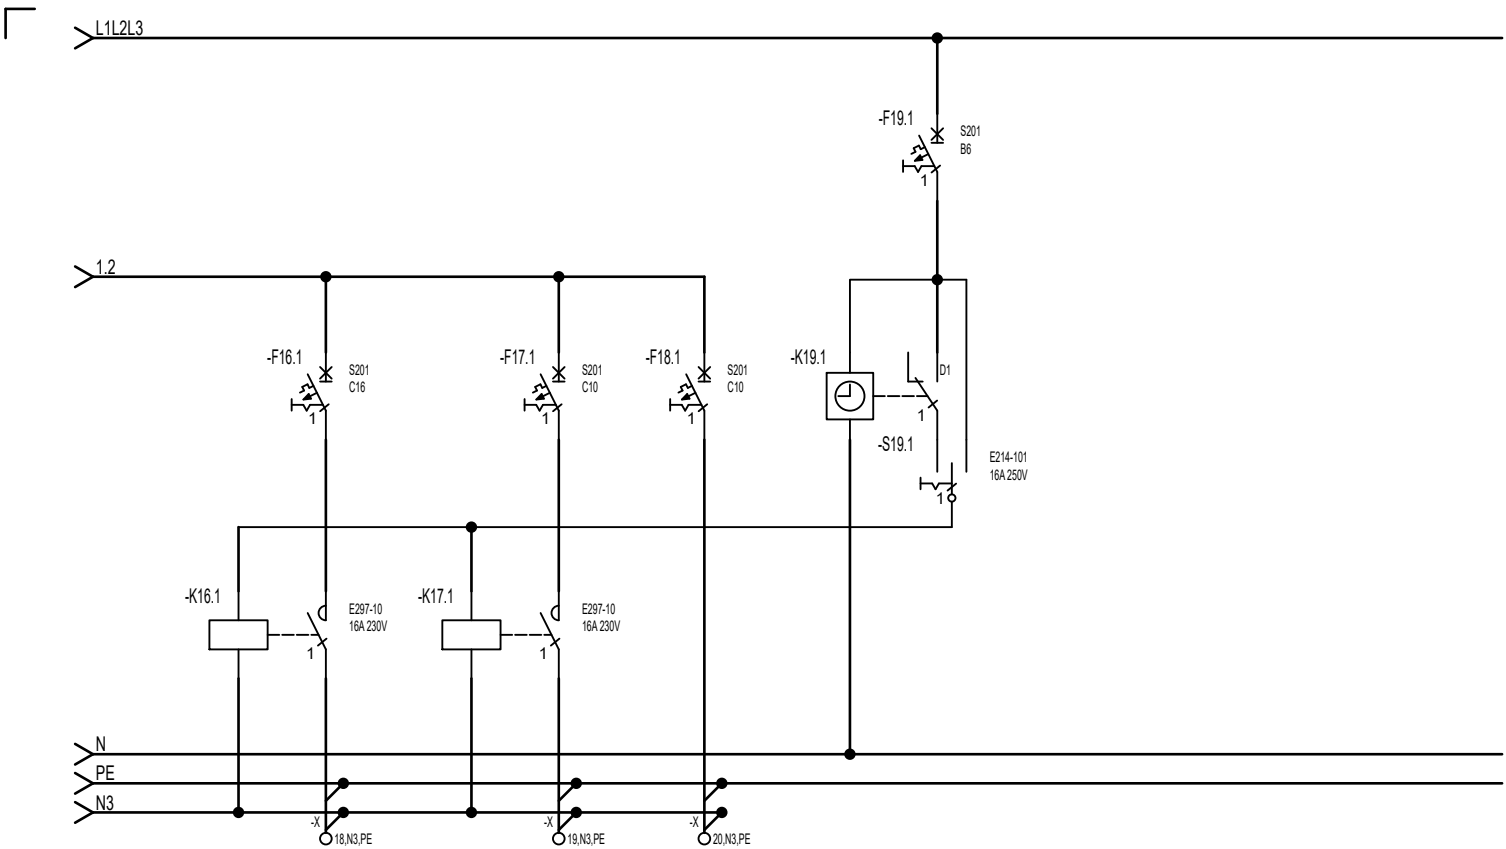 L1L2L3
-F19.1
S201
B6
1
1.2
-F16.1
S201
C16
1
-F17.1
S201
C10
1
-F18.1
S201
C10
1
-K19.1
D1
1
-S19.1
E214-101
16A 250V
1
-K16.1
E297-10
16A 230V
1
-K17.1
E297-10
16A 230V
1
N
PE
N3
-X
18,N3,PE
-X
19,N3,PE
-X
20,N3,PE